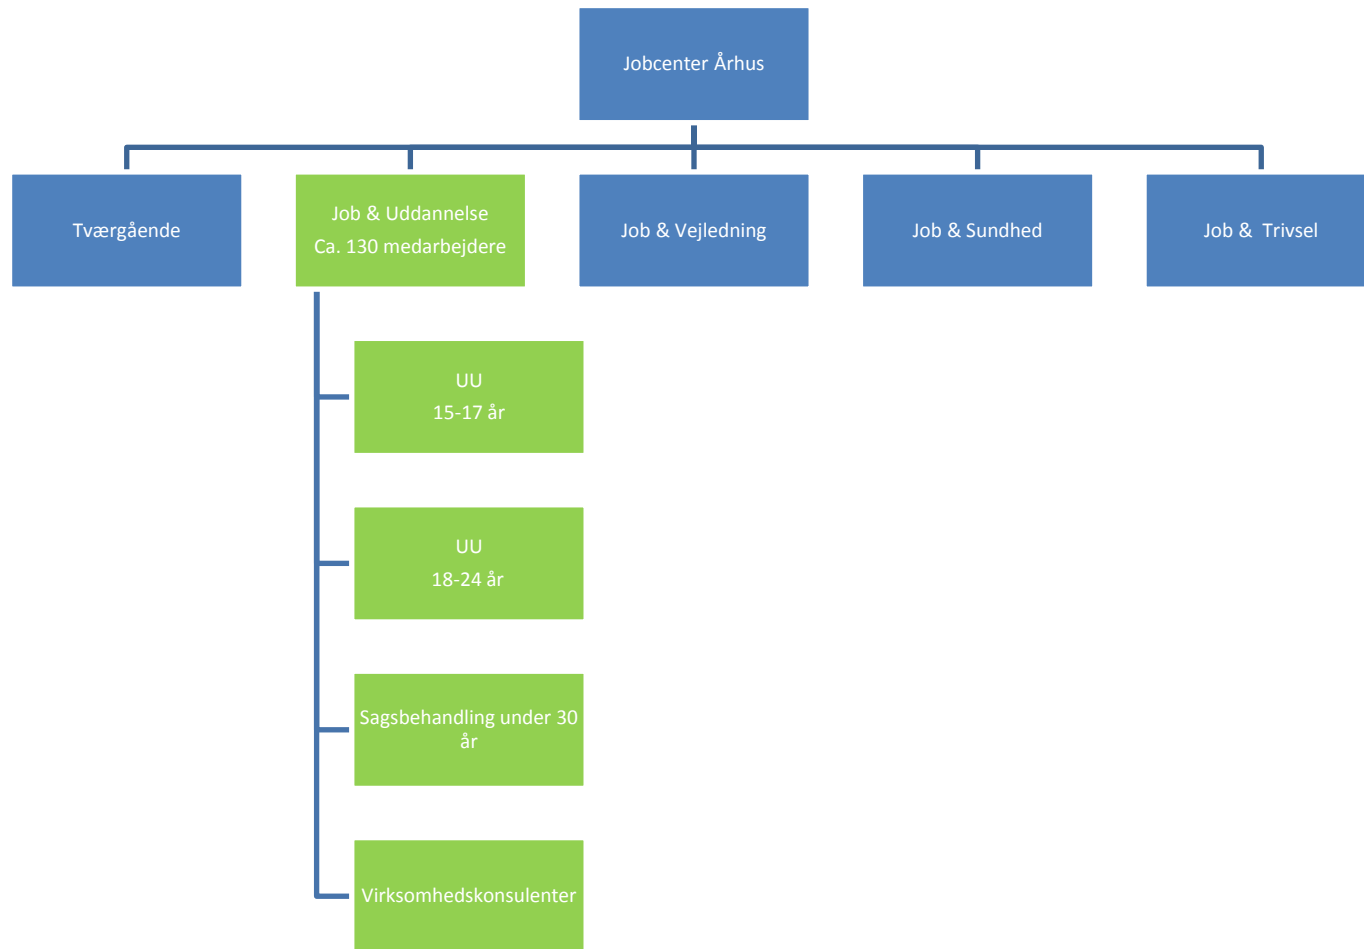 Jobcenter Århus
Tværgående
Job & Uddannelse
Ca. 130 medarbejdere
Job & Vejledning
Job & Sundhed
Job &  Trivsel
UU
15-17 år
UU
18-24 år
Sagsbehandling under 30
år
Virksomhedskonsulenter